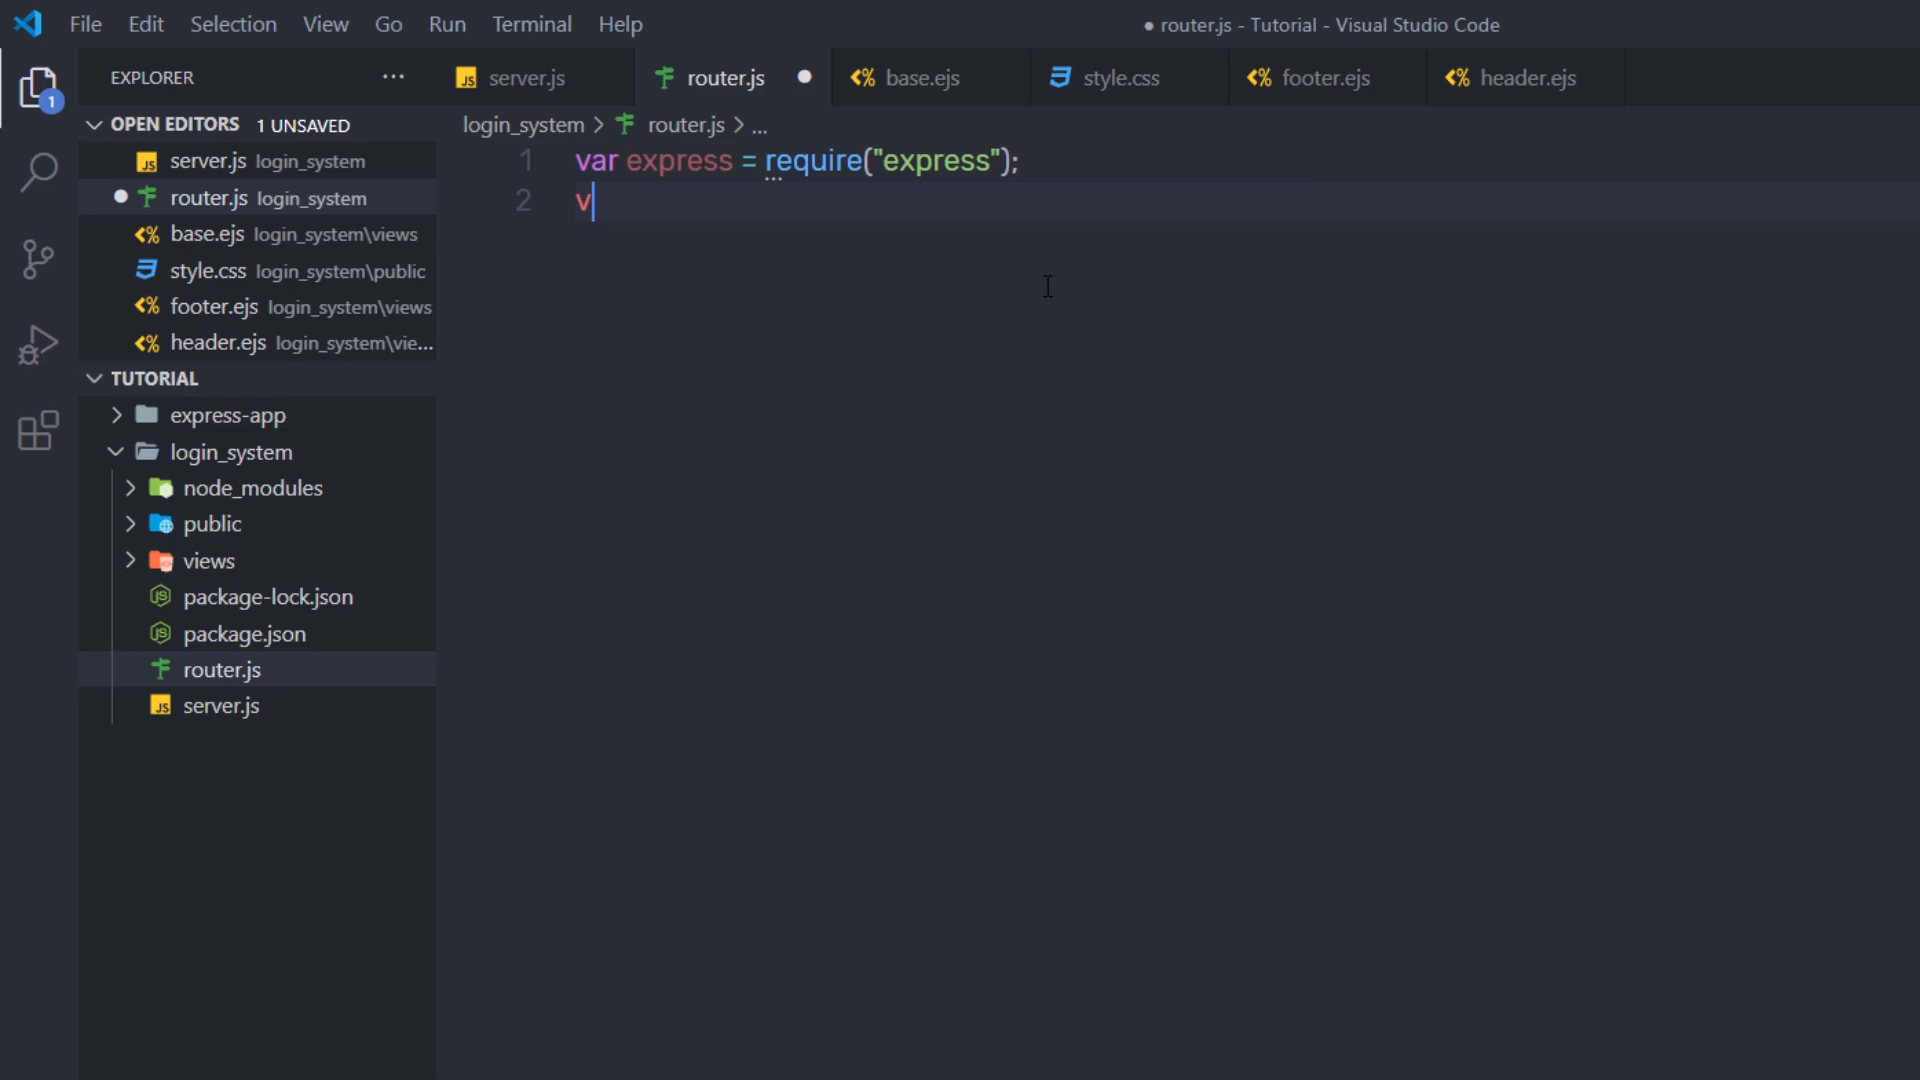 File Edit Selection View Go Run Terminal Help
● router.js - Tutorial - Visual Studio Code
EXPLORER ...
server.js
router.js
base.ejs
style.css
footer.ejs
header.ejs
1
OPEN EDITORS 1 UNSAVED
server.js login_system
router.js login_system
base.ejs login_system\views
style.css login_system\public
footer.ejs login_system\views
header.ejs login_system\vie...
TUTORIAL
express-app
login_system
node_modules
public
views
package-lock.json
package.json
router.js
server.js
login_system > router.js > ...
1 var express = require("express");
2 v